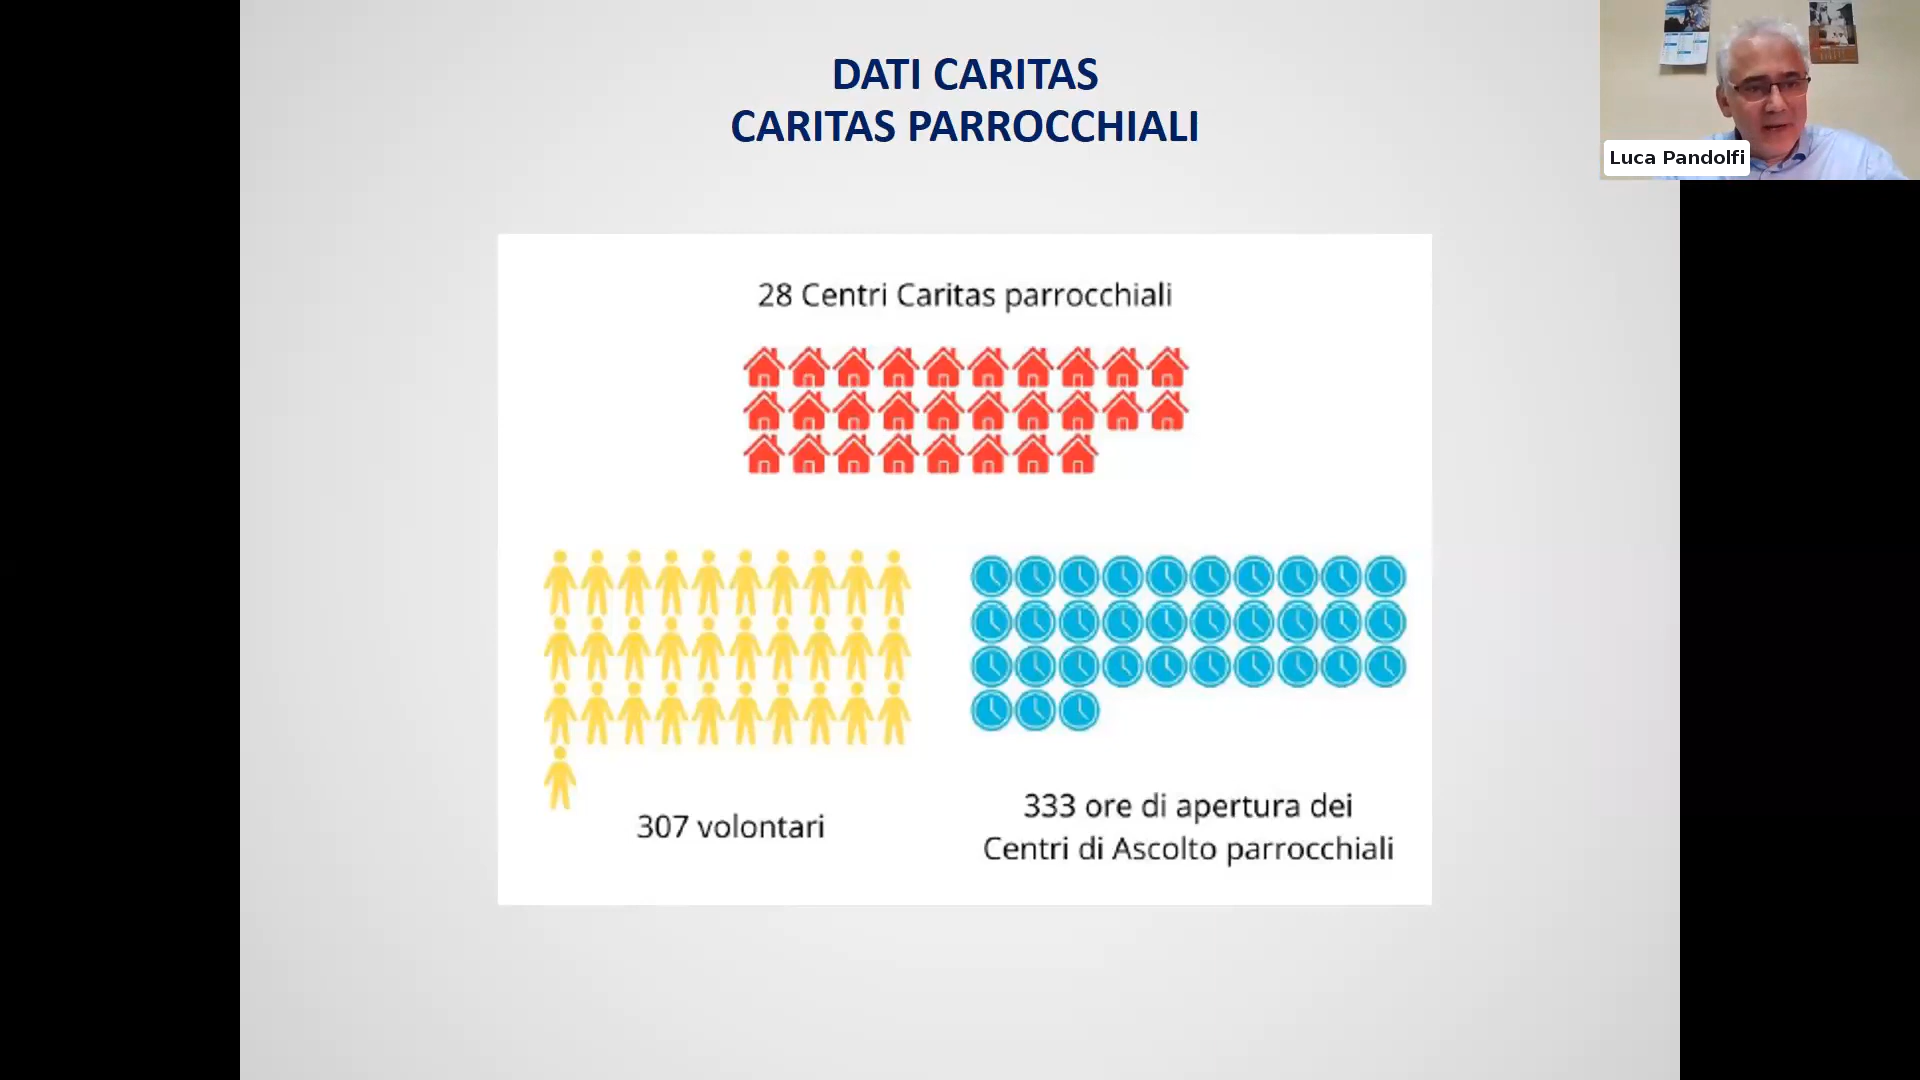 DATI CARITAS
CARITAS PARROCCHIALI
Luca Pandolfi
28 Centri Caritas parrocchiali
307 volontari
333 ore di apertura dei
Centri di Ascolto parrocchiali